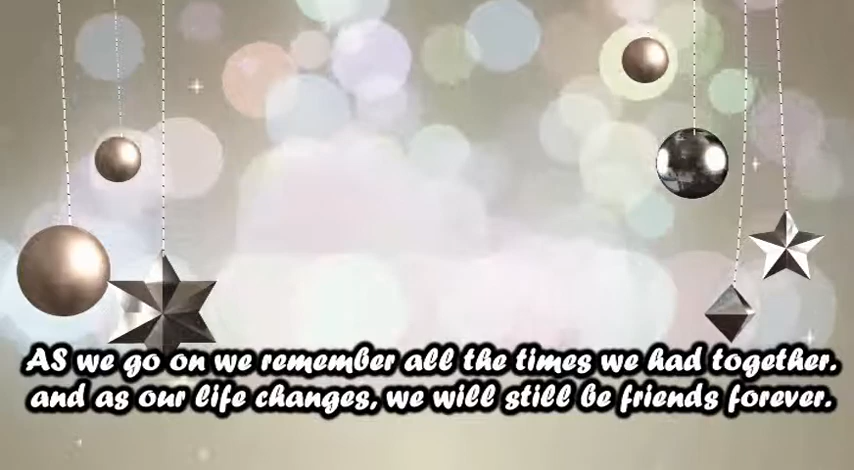 AS we go on we remember all the times we had together.
and as our life changes, we will still be friends forever.